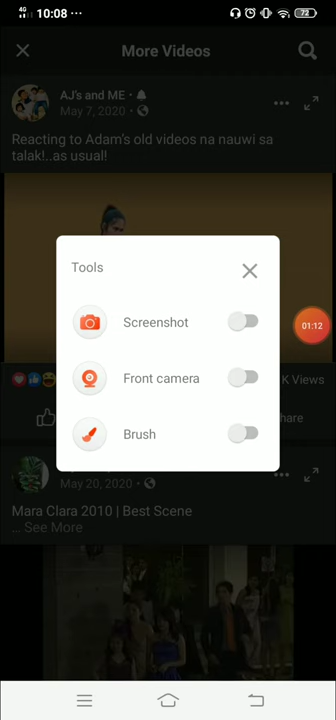 4G 10:08 72
More Videos
AJ's and ME
May 7, 2020
Reacting to Adam's old videos na nauwi sa
talak!..as usual!
Tools
Screenshot
01:12
Front camera
K Views
hare
Brush
May 20, 2020
Mara Clara 2010 | Best Scene
... See More